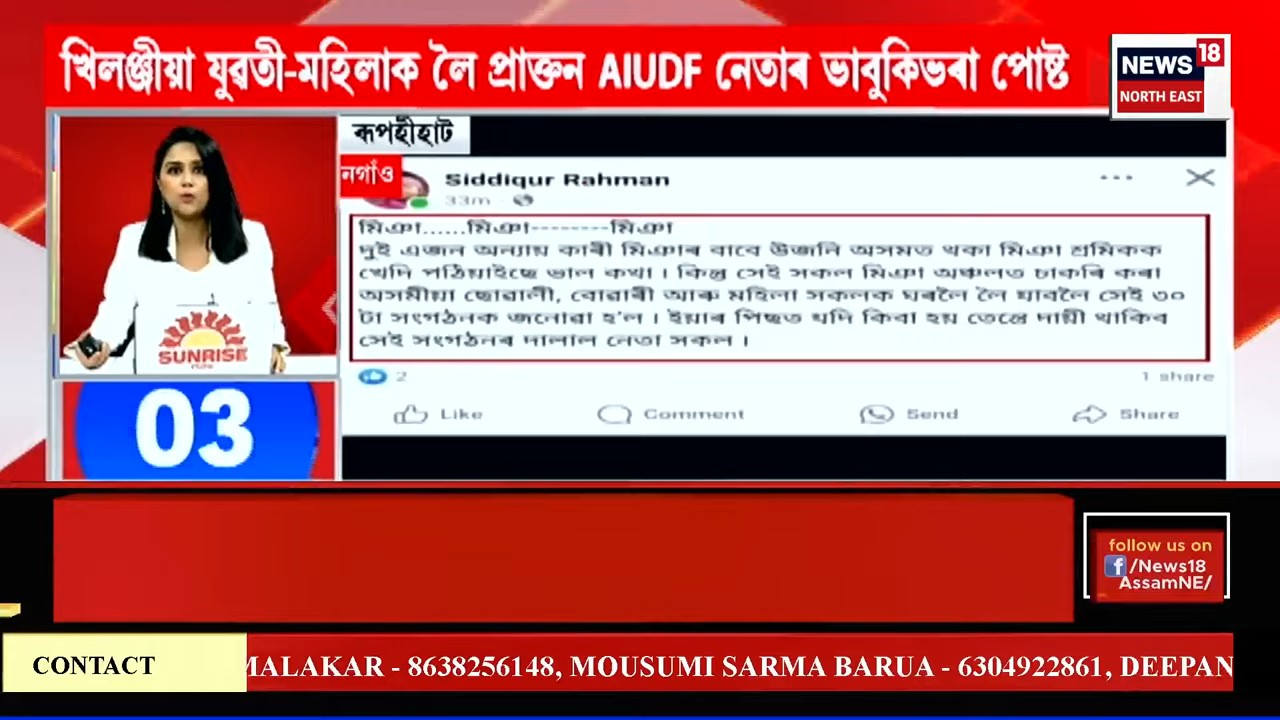 খিলঞ্জীয়া যুৱতী-মহিলাক লৈ প্ৰাক্তন AIUDF নেতাৰ ভাবুকিভৰা পোষ্ট
NEWS 18
NORTH EAST
ৰূপহীহাট
নগাঁও
Siddiqur Rahman
33m
মিঞা......মিঞা--------মিঞা
দুই এজন অন্যায় কাৰী মিঞাৰ বাবে উজনি অসমত থকা মিঞা শ্ৰমিকক
খেদি পঠিয়াইছে ভাল কথা । কিন্তু সেই সকল মিঞা অঞ্চলত চাকৰি কৰা
অসমীয়া ছোৱালী, বোৱাৰী আৰু মহিলা সকলক ঘৰলৈ লৈ যাবলৈ সেই ৩০
টা সংগঠনক জনোৱা হ'ল । ইয়াৰ পিছত যদি কিবা হয় তেন্তে দায়ী থাকিব
সেই সংগঠনৰ দালাল নেতা সকল ।
2
1 share
Like
Comment
Send
Share
SUNRISE
03
follow us on
f/News18
AssamNE/
CONTACT
MALAKAR - 8638256148, MOUSUMI SARMA BARUA - 6304922861, DEEPAN